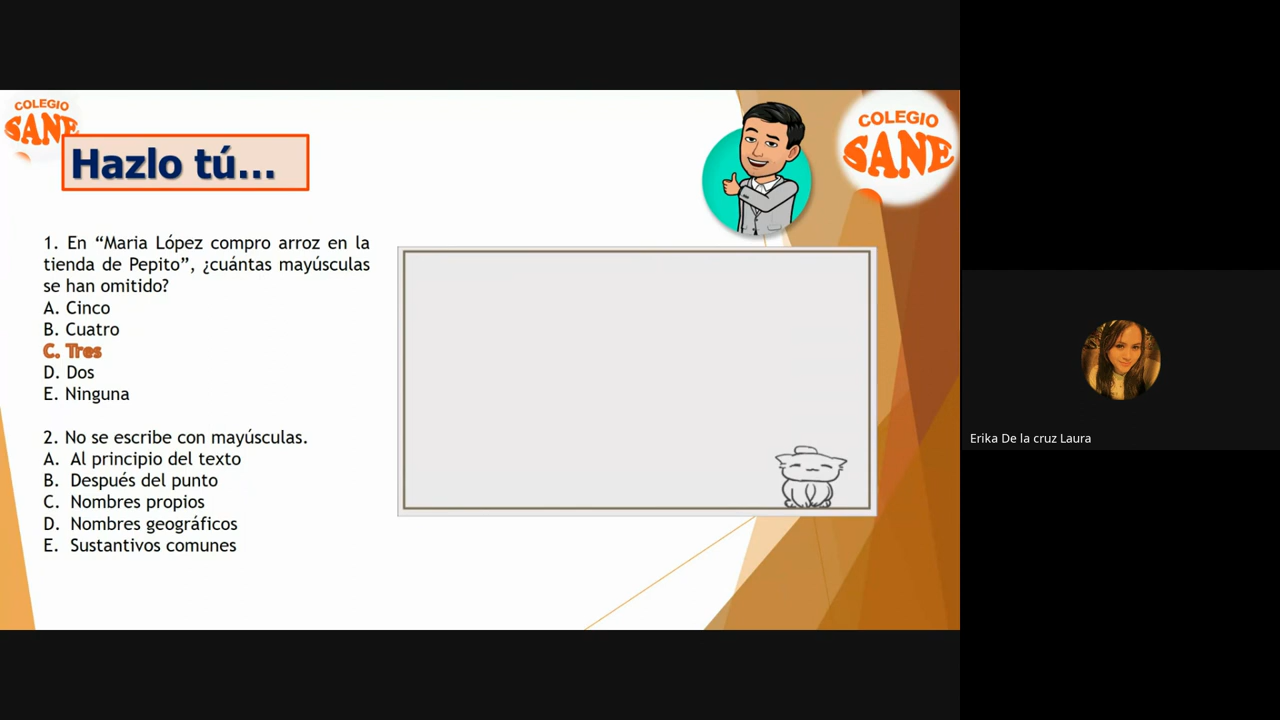 COLEGIO
SANE
Hazlo tú...
COLEGIO
SANE
1. En “Maria López compro arroz en la
tienda de Pepito”, ¿cuántas mayúsculas
se han omitido?
A. Cinco
B. Cuatro
C. Tres
D. Dos
E. Ninguna
2. No se escribe con mayúsculas.
A. Al principio del texto
B. Después del punto
C. Nombres propios
D. Nombres geográficos
E. Sustantivos comunes
Erika De la cruz Laura